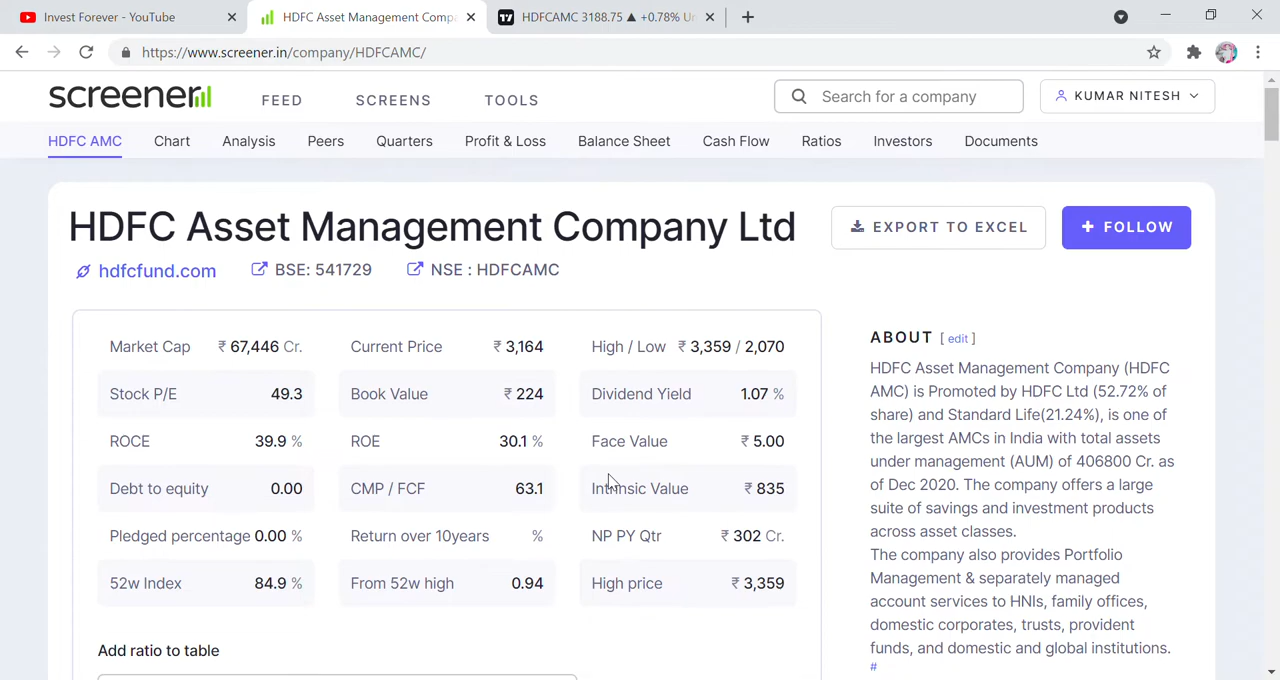 Invest Forever - YouTube
HDFC Asset Management Compa
HDFCAMC 3188.75 ▲ +0.78% Un
https://www.screener.in/company/HDFCAMC/
screener
FEED SCREENS TOOLS
Search for a company
KUMAR NITESH
HDFC AMC Chart Analysis Peers Quarters Profit & Loss Balance Sheet Cash Flow Ratios Investors Documents
HDFC Asset Management Company Ltd
EXPORT TO EXCEL
+ FOLLOW
hdfcfund.com BSE: 541729 NSE : HDFCAMC
Market Cap ₹ 67,446 Cr. Current Price ₹ 3,164 High / Low ₹ 3,359 / 2,070
Stock P/E 49.3 Book Value ₹ 224 Dividend Yield 1.07 %
ROCE 39.9 % ROE 30.1 % Face Value ₹ 5.00
Debt to equity 0.00 CMP / FCF 63.1 Intrinsic Value ₹ 835
Pledged percentage 0.00 % Return over 10years % NP PY Qtr ₹ 302 Cr.
52w Index 84.9 % From 52w high 0.94 High price ₹ 3,359
Add ratio to table
ABOUT [ edit ]
HDFC Asset Management Company (HDFC
AMC) is Promoted by HDFC Ltd (52.72% of
share) and Standard Life(21.24%), is one of
the largest AMCs in India with total assets
under management (AUM) of 406800 Cr. as
of Dec 2020. The company offers a large
suite of savings and investment products
across asset classes.
The company also provides Portfolio
Management & separately managed
account services to HNIs, family offices,
domestic corporates, trusts, provident
funds, and domestic and global institutions.
#